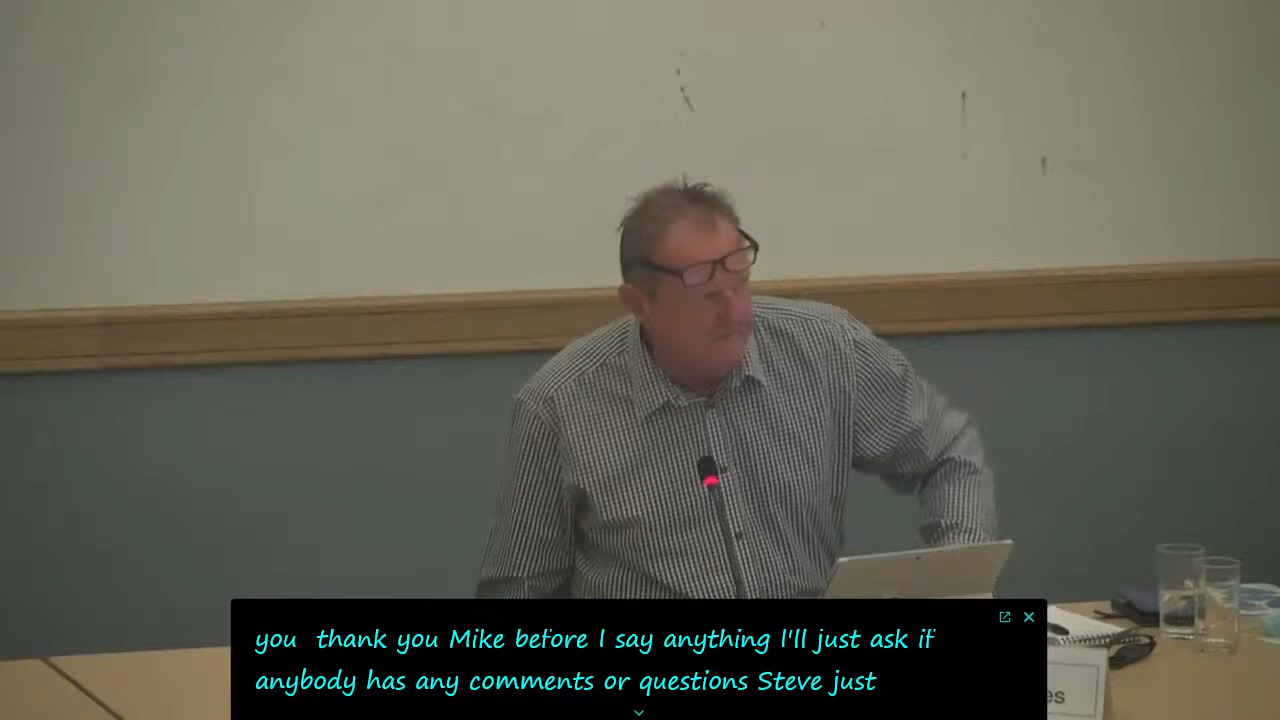 you thank you Mike before I say anything I'll just ask if
anybody has any comments or questions Steve just
es